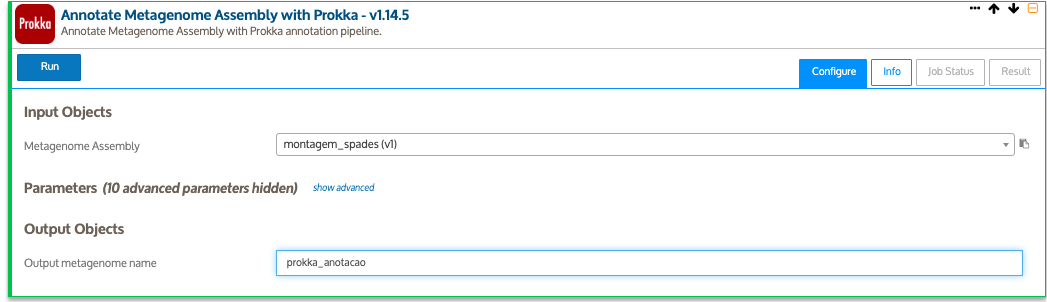 Prokka
Annotate Metagenome Assembly with Prokka - v1.14.5
Annotate Metagenome Assembly with Prokka annotation pipeline.
Run
Configure
Info
Job Status
Result
Input Objects
Metagenome Assembly
montagem_spades (v1)
Parameters (10 advanced parameters hidden) show advanced
Output Objects
Output metagenome name
prokka_anotacao